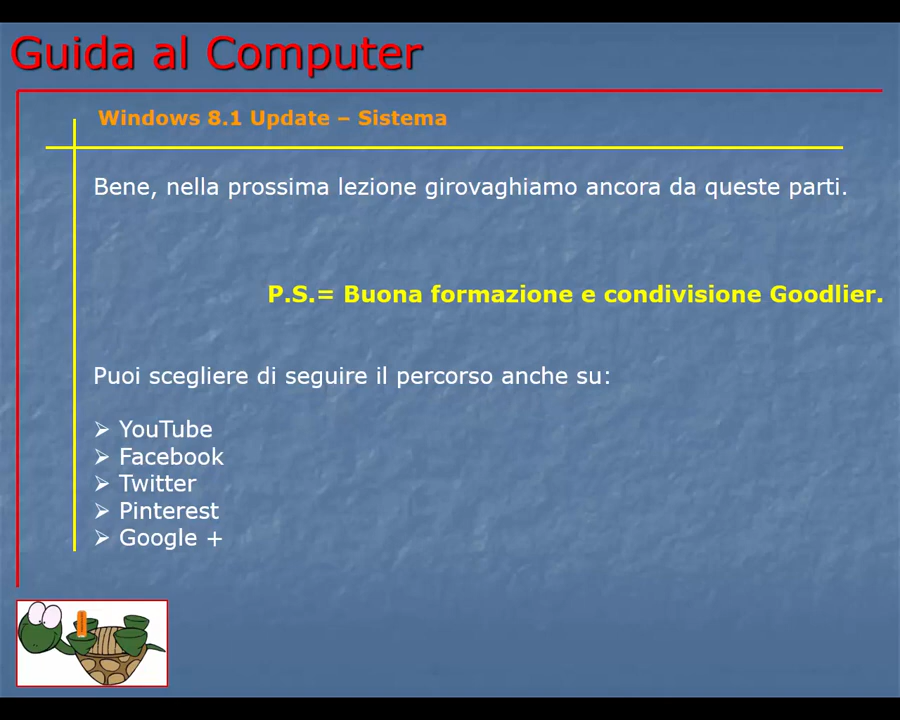 Guida al Computer
Windows 8.1 Update – Sistema
Bene, nella prossima lezione girovaghiamo ancora da queste parti.
P.S.= Buona formazione e condivisione Goodlier.
Puoi scegliere di seguire il percorso anche su:
➢ YouTube
➢ Facebook
➢ Twitter
➢ Pinterest
➢ Google +